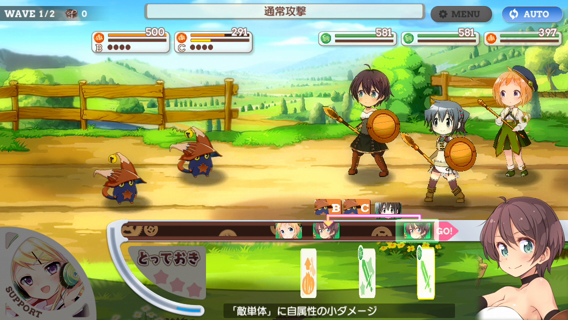 WAVE 1/2 0
通常攻撃
MENU
AUTO
500
B
291
C
581
581
397
B C
GO!
とっておき
SUPPORT
「敵単体」に自属性の小ダメージ